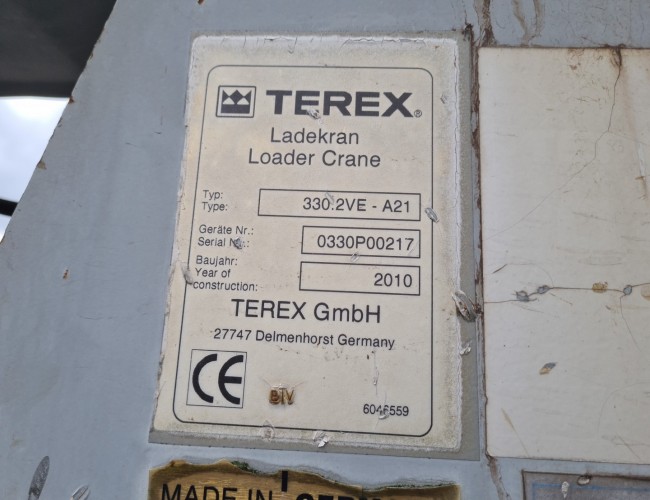 TEREX®
Ladekran
Loader Crane
Typ:
Type: 330.2VE - A21
Geräte Nr.:
Serial No.: 0330P00217
Baujahr:
Year of
construction: 2010
TEREX GmbH
27747 Delmenhorst Germany
CE
6046559
MADE IN